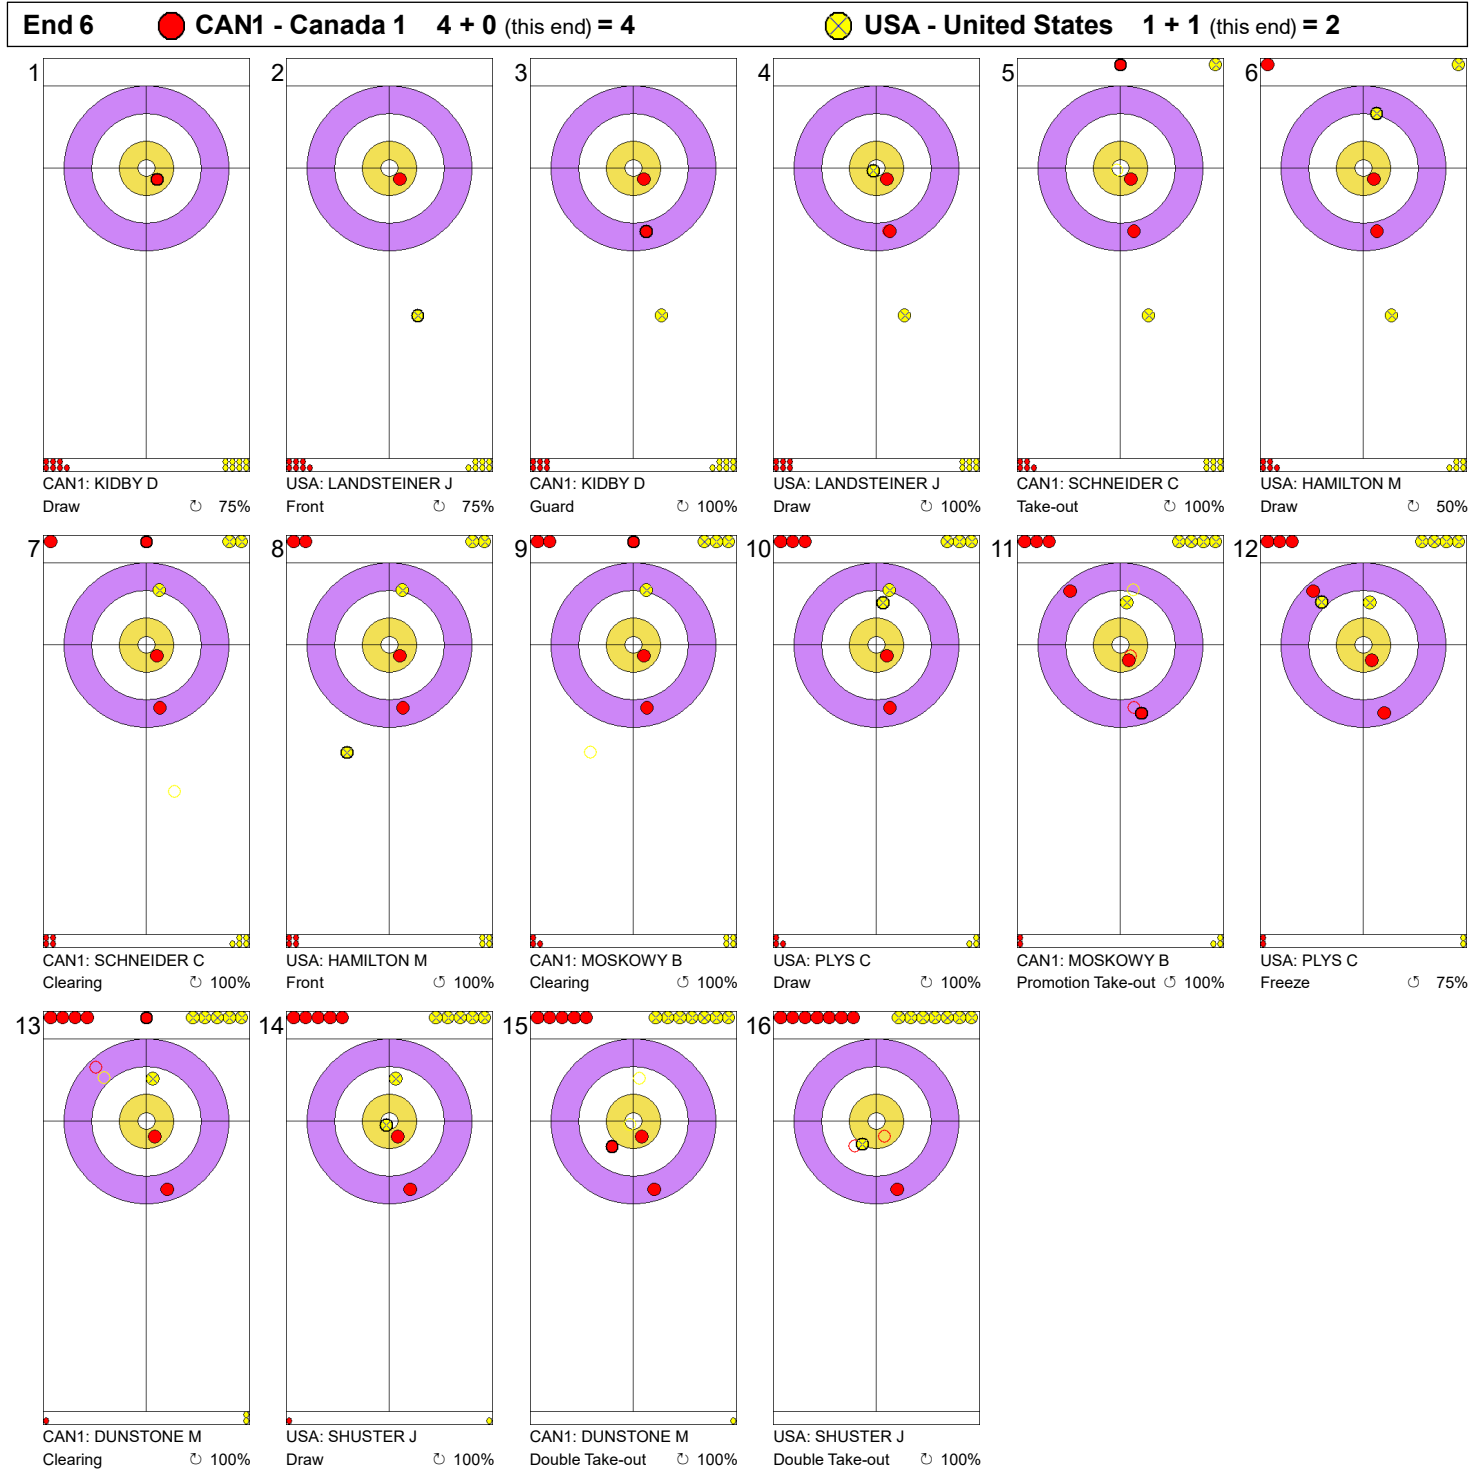 End 6 CAN1 - Canada 1 4 + 0 (this end) = 4 USA - United States 1 + 1 (this end) = 2
1 2 3 4 5 6
CAN1: KIDBY D USA: LANDSTEINER J CAN1: KIDBY D USA: LANDSTEINER J CAN1: SCHNEIDER C USA: HAMILTON M
Draw ↻ 75% Front ↻ 75% Guard ↻ 100% Draw ↻ 100% Take-out ↻ 100% Draw ↻ 50%
7 8 9 10 11 12
CAN1: SCHNEIDER C USA: HAMILTON M CAN1: MOSKOWY B USA: PLYS C CAN1: MOSKOWY B USA: PLYS C
Clearing ↻ 100% Front ↻ 100% Clearing ↻ 100% Draw ↻ 100% Promotion Take-out ↻ 100% Freeze ↻ 75%
13 14 15 16
CAN1: DUNSTONE M USA: SHUSTER J CAN1: DUNSTONE M USA: SHUSTER J
Clearing ↻ 100% Draw ↻ 100% Double Take-out ↻ 100% Double Take-out ↻ 100%